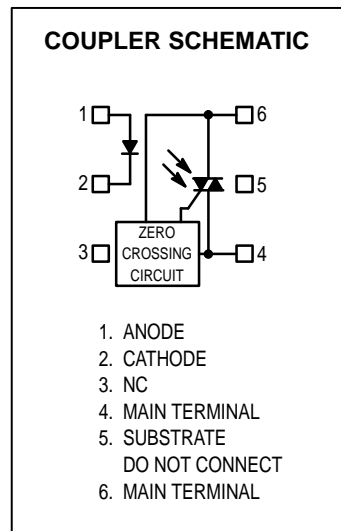 COUPLER SCHEMATIC
1 6
2 5
ZERO
3 CROSSING 4
CIRCUIT
1. ANODE
2. CATHODE
3. NC
4. MAIN TERMINAL
5. SUBSTRATE
DO NOT CONNECT
6. MAIN TERMINAL